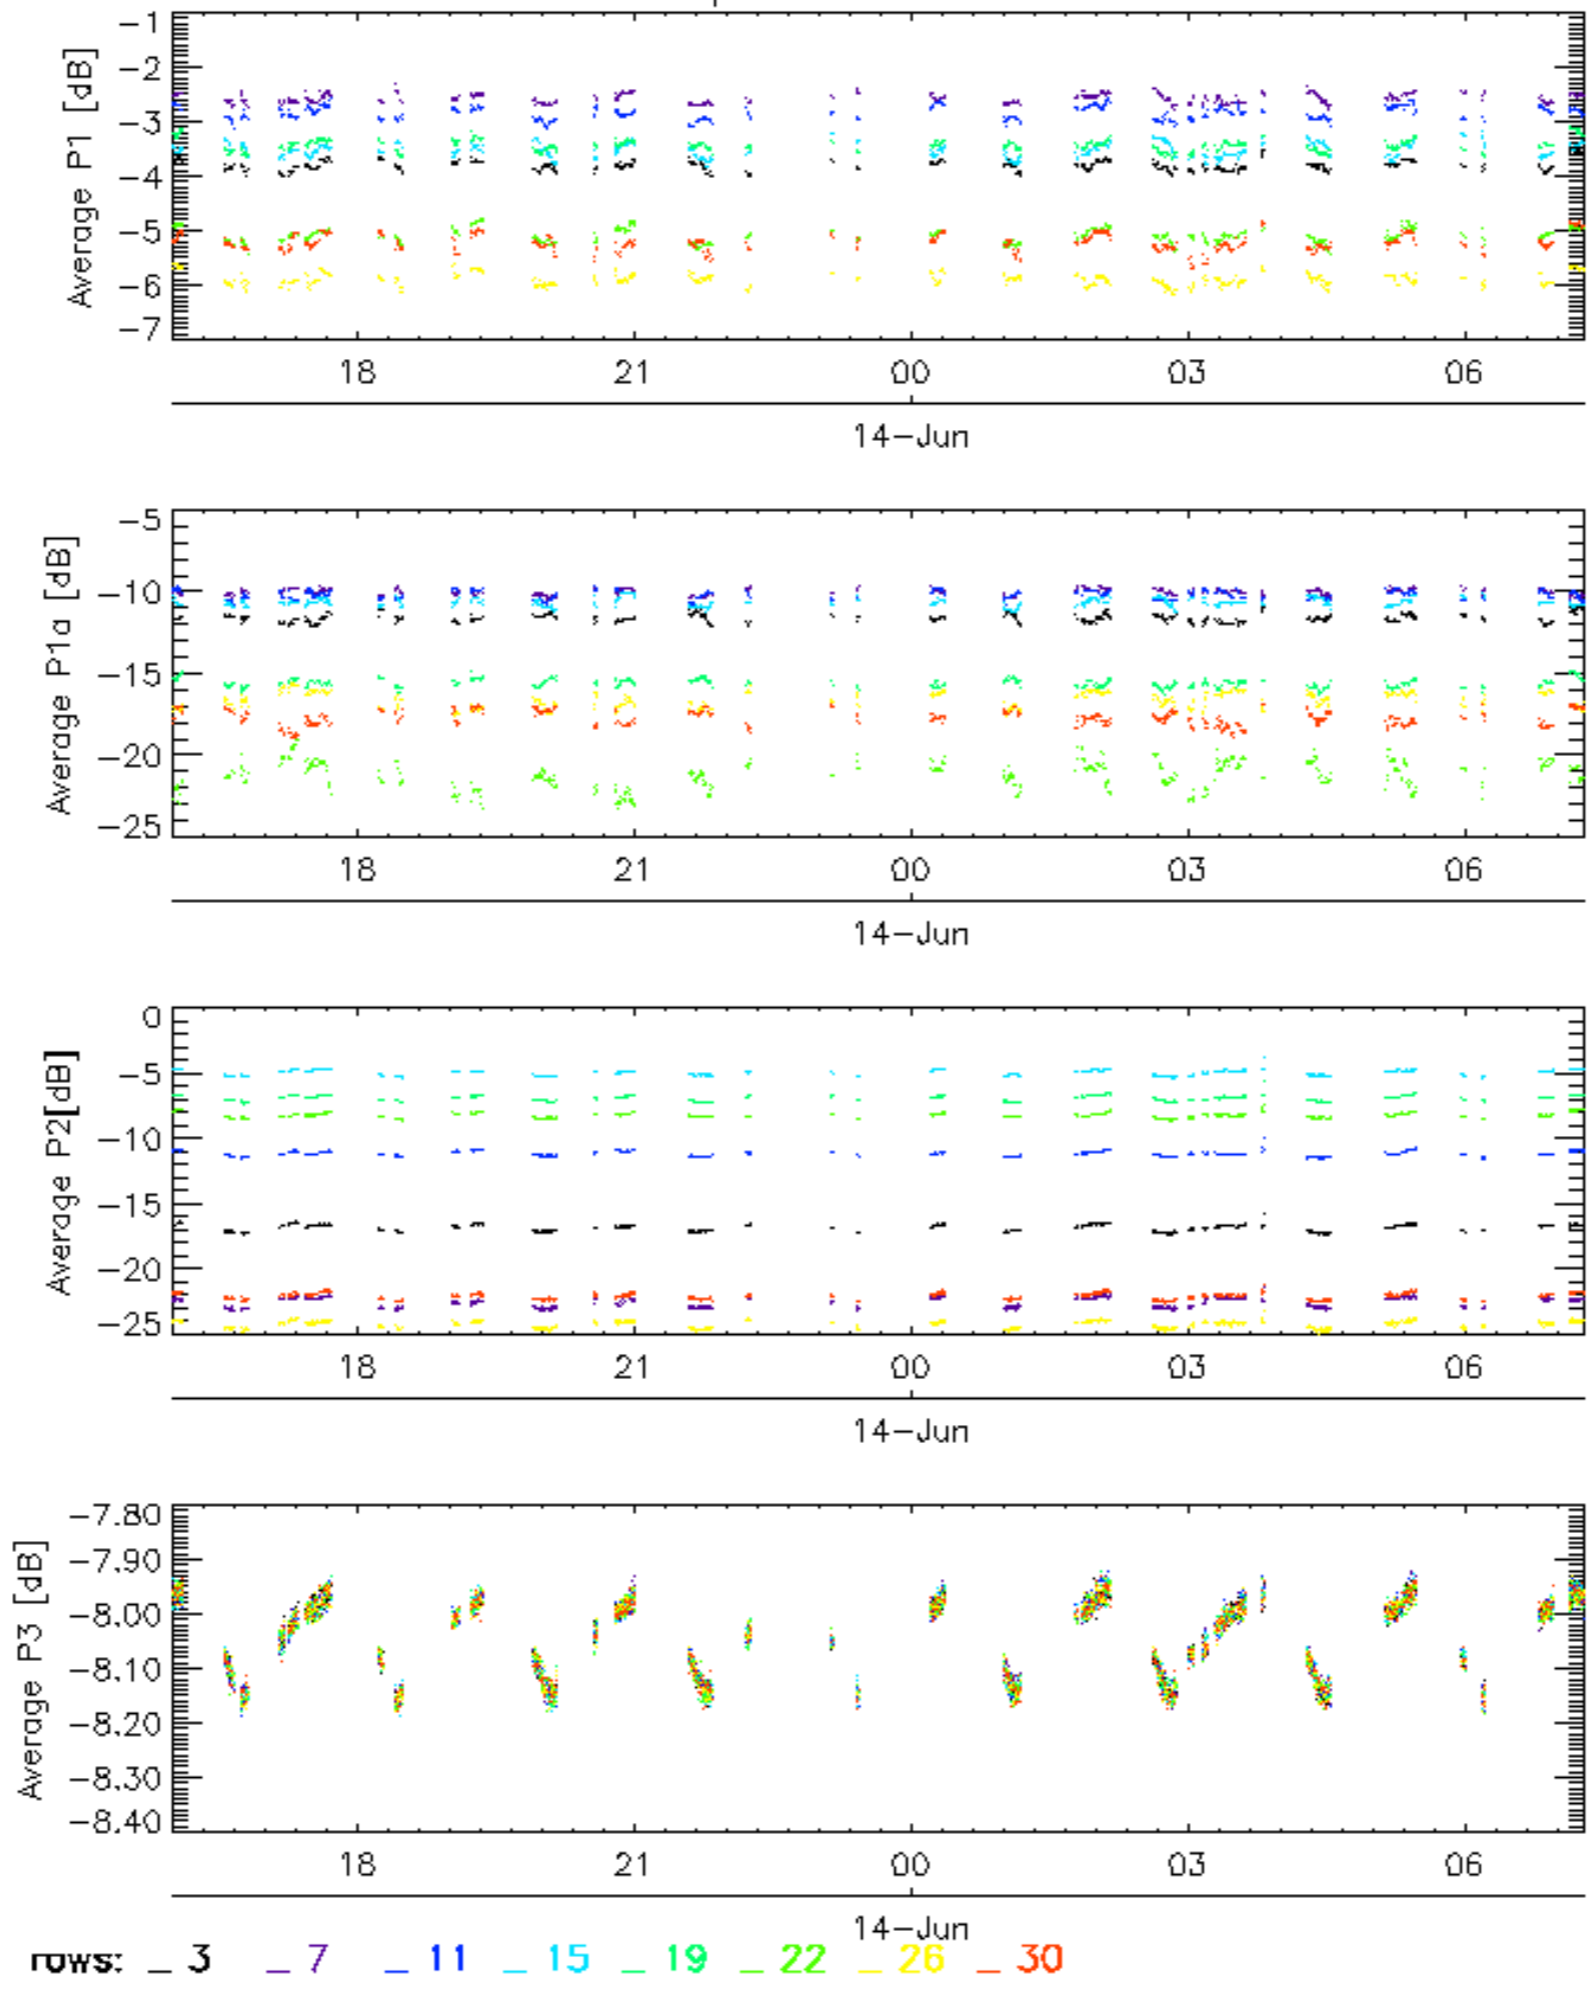 Average P1 [dB]
-1
-2
-3
-4
-5
-6
-7
18 21 00 03 06
14-Jun
Average P1a [dB]
-5
-10
-15
-20
-25
18 21 00 03 06
14-Jun
Average P2[dB]
0
-5
-10
-15
-20
-25
18 21 00 03 06
14-Jun
Average P3 [dB]
-7.80
-7.90
-8.00
-8.10
-8.20
-8.30
-8.40
18 21 00 03 06
14-Jun
rows: _ 3 _ 7 _ 11 _ 15 _ 19 _ 22 _ 26 _ 30